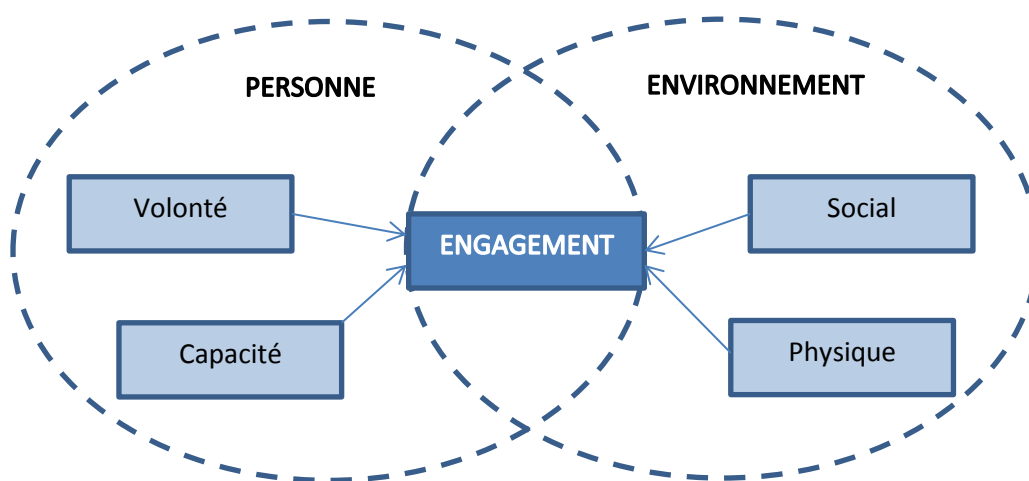 PERSONNE
ENVIRONNEMENT
Volonté
Social
ENGAGEMENT
Capacité
Physique